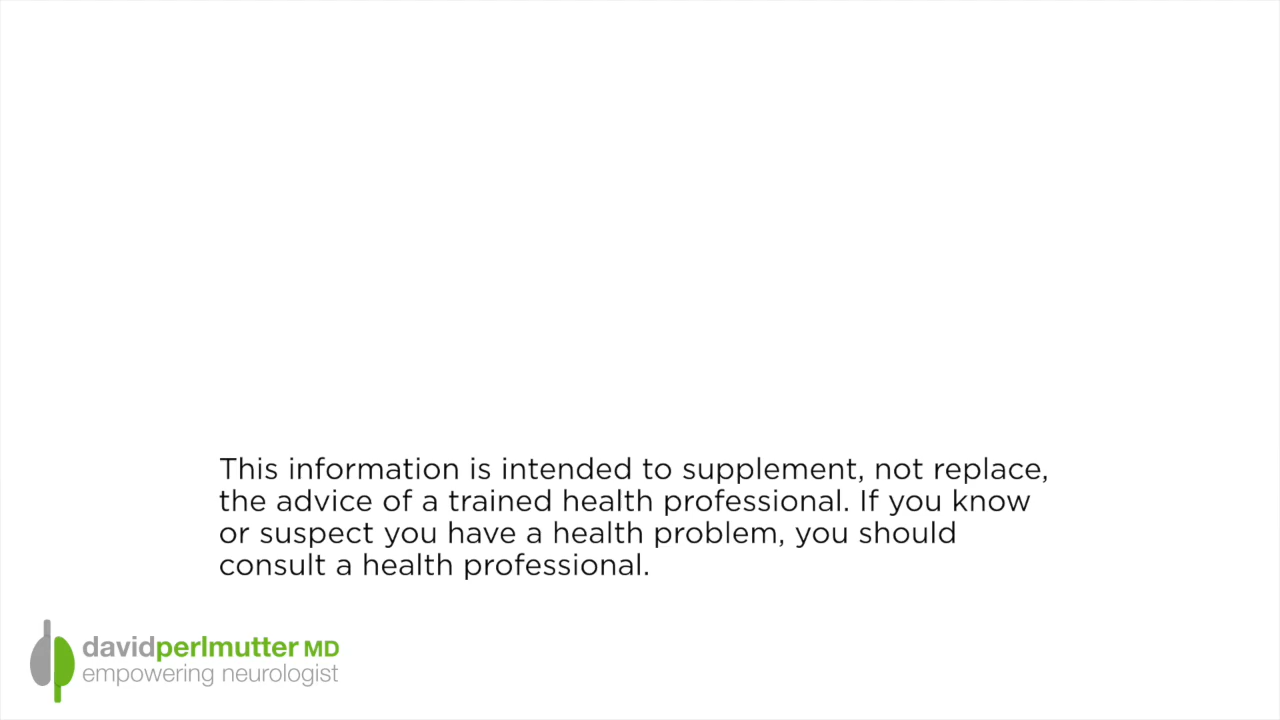 This information is intended to supplement, not replace,
the advice of a trained health professional. If you know
or suspect you have a health problem, you should
consult a health professional.
davidperlmutter MD
empowering neurologist